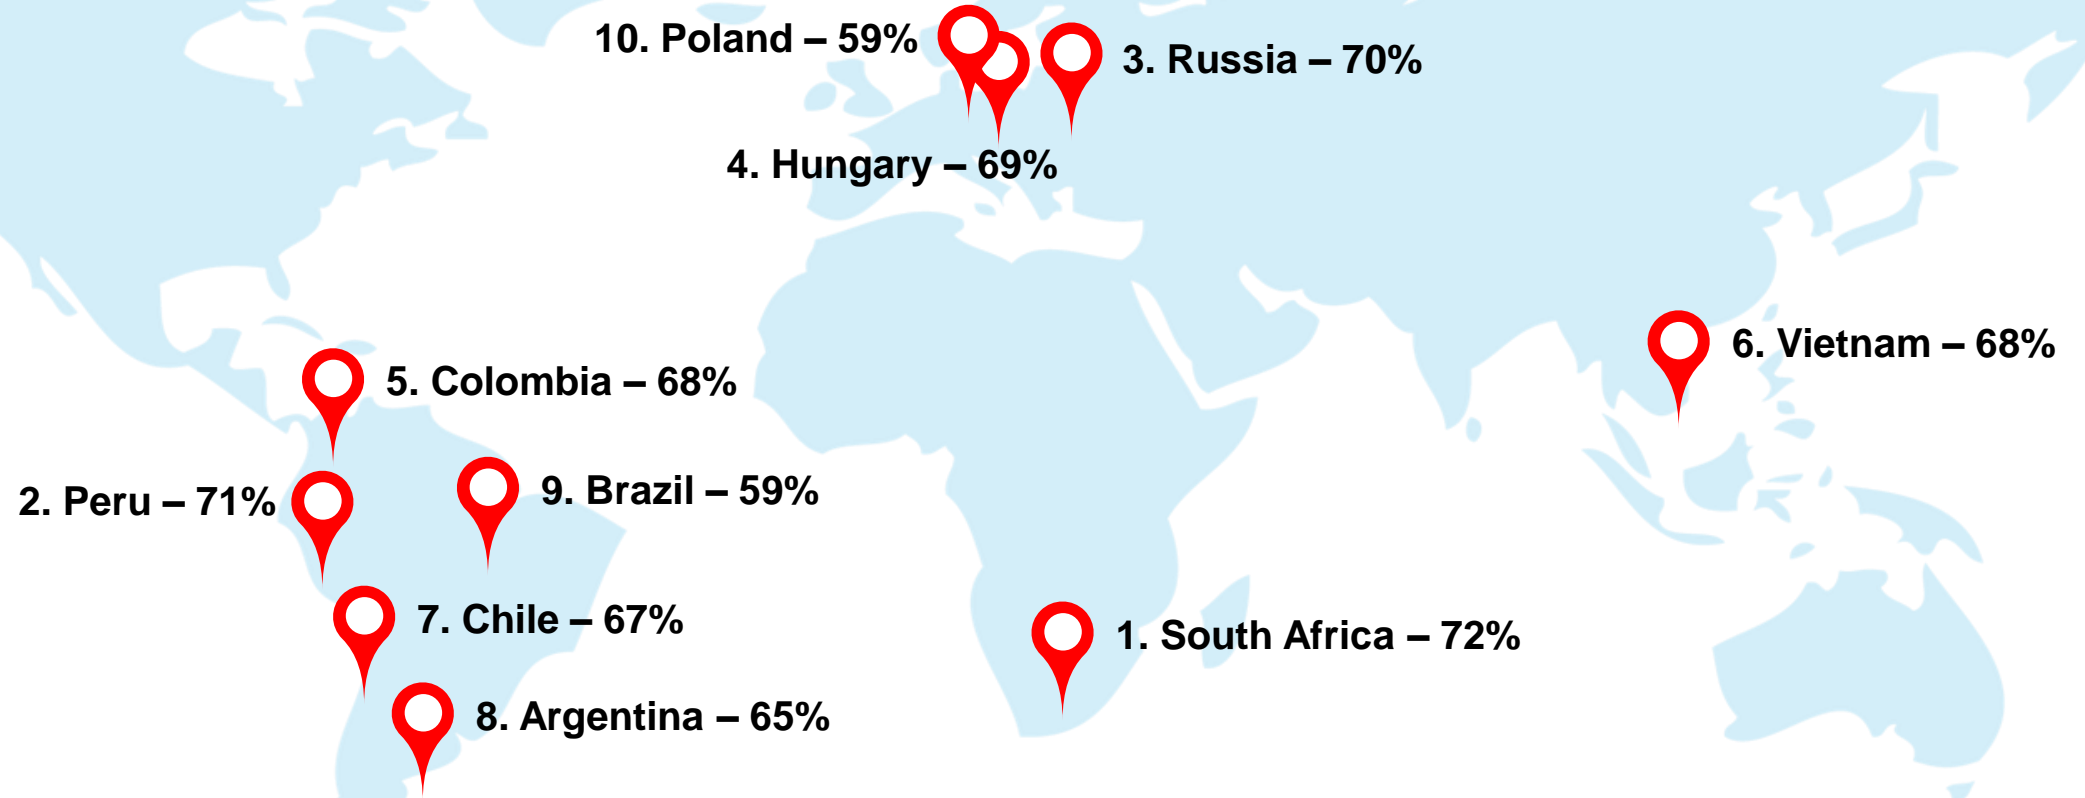 10. Poland – 59%
3. Russia – 70%
4. Hungary – 69%
6. Vietnam – 68%
5. Colombia – 68%
9. Brazil – 59%
2. Peru – 71%
7. Chile – 67%
1. South Africa – 72%
8. Argentina – 65%